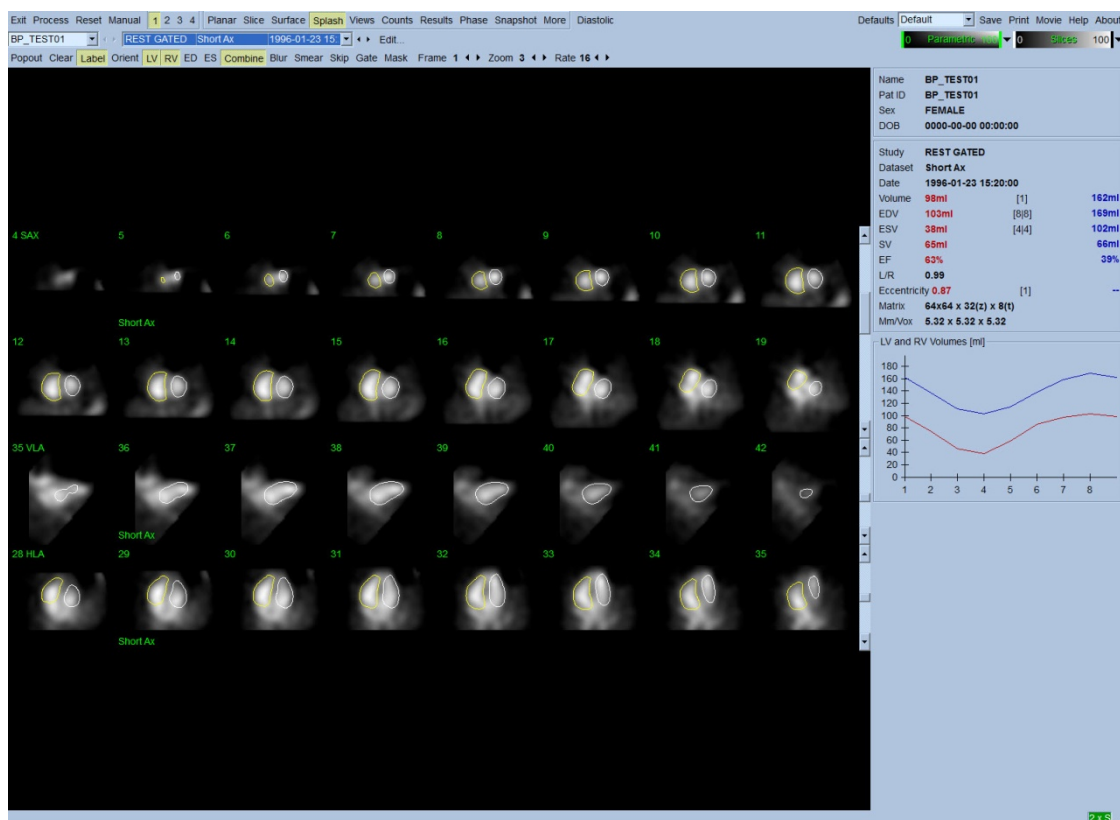 Exit Process Reset Manual 1 2 3 4 Planar Slice Surface Splash Views Counts Results Phase Snapshot More Diastolic Defaults Default Save Print Movie Help About
BP_TEST01 REST GATED Short Ax 1996-01-23 15: Edit... 0 Parametric 100 0 Slices 100
Popout Clear Label Orient LV RV ED ES Combine Blur Smear Skip Gate Mask Frame 1 Zoom 3 Rate 16
4 SAX 5 6 7 8 9 10 11
Short Ax
12 13 14 15 16 17 18 19
35 VLA 36 37 38 39 40 41 42
Short Ax
28 HLA 29 30 31 32 33 34 35
Short Ax
Name BP_TEST01
Pat ID BP_TEST01
Sex FEMALE
DOB 0000-00-00 00:00:00
Study REST GATED
Dataset Short Ax
Date 1996-01-23 15:20:00
Volume 98ml [1] 162ml
EDV 103ml [8|8] 169ml
ESV 38ml [4|4] 102ml
SV 65ml 66ml
EF 63% 39%
L/R 0.99
Eccentricity 0.87 [1] --
Matrix 64x64 x 32(z) x 8(t)
Mm/Vox 5.32 x 5.32 x 5.32
LV and RV Volumes [ml]
180
160
140
120
100
80
60
40
20
0
1 2 3 4 5 6 7 8
2 x S